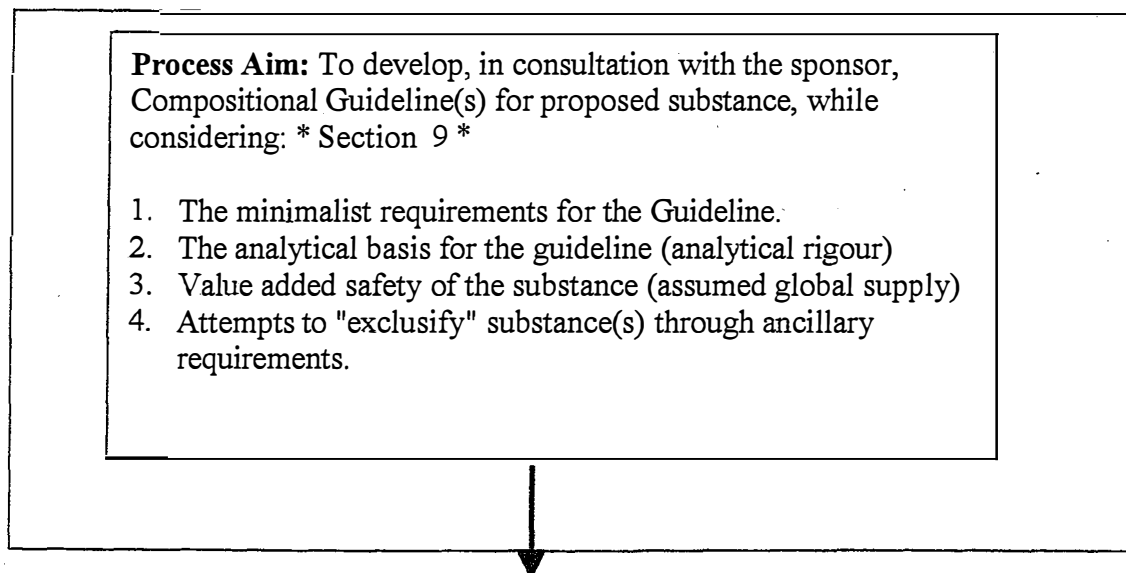 Process Aim: To develop, in consultation with the sponsor,
Compositional Guideline(s) for proposed substance, while
considering: * Section 9 *
1. The minimalist requirements for the Guideline.
2. The analytical basis for the guideline (analytical rigour)
3. Value added safety of the substance (assumed global supply)
4. Attempts to "exclusify" substance(s) through ancillary
requirements.